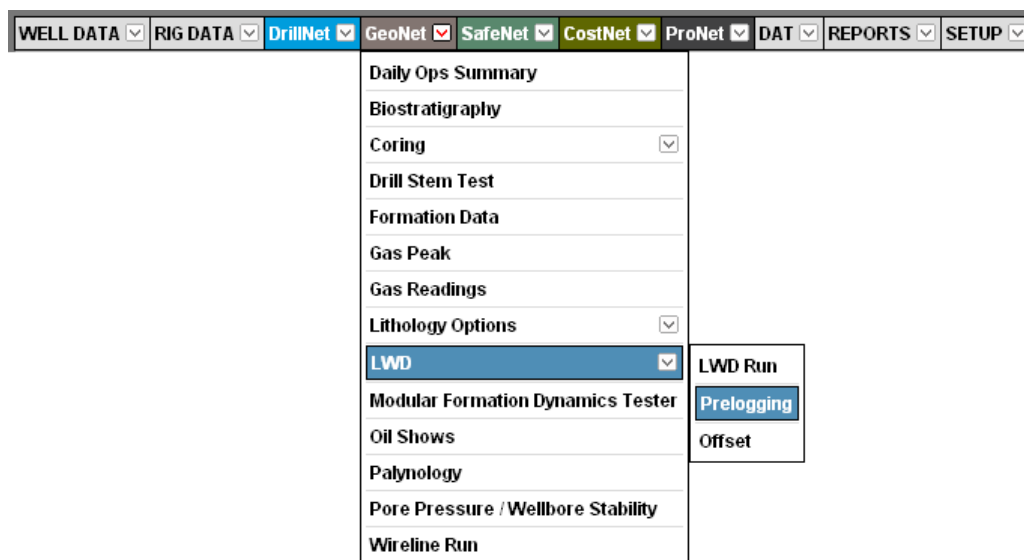 WELL DATA RIG DATA DrillNet GeoNet SafeNet CostNet ProNet DAT REPORTS SETUP
Daily Ops Summary
Biostratigraphy
Coring
Drill Stem Test
Formation Data
Gas Peak
Gas Readings
Lithology Options
LWD
Modular Formation Dynamics Tester
Oil Shows
Palynology
Pore Pressure / Wellbore Stability
Wireline Run
LWD Run
Prelogging
Offset